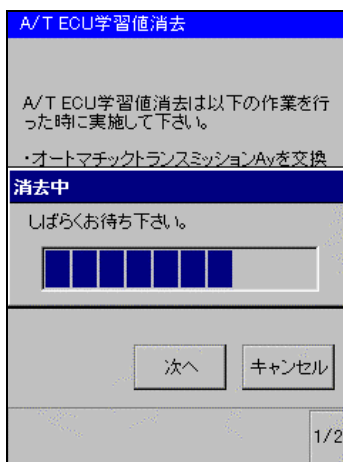 A/T ECU学習値消去
A/T ECU学習値消去は以下の作業を行
った時に実施して下さい。
・オートマチックトランスミッションAyを交換
消去中
しばらくお待ち下さい。
次へ
キャンセル
1/2